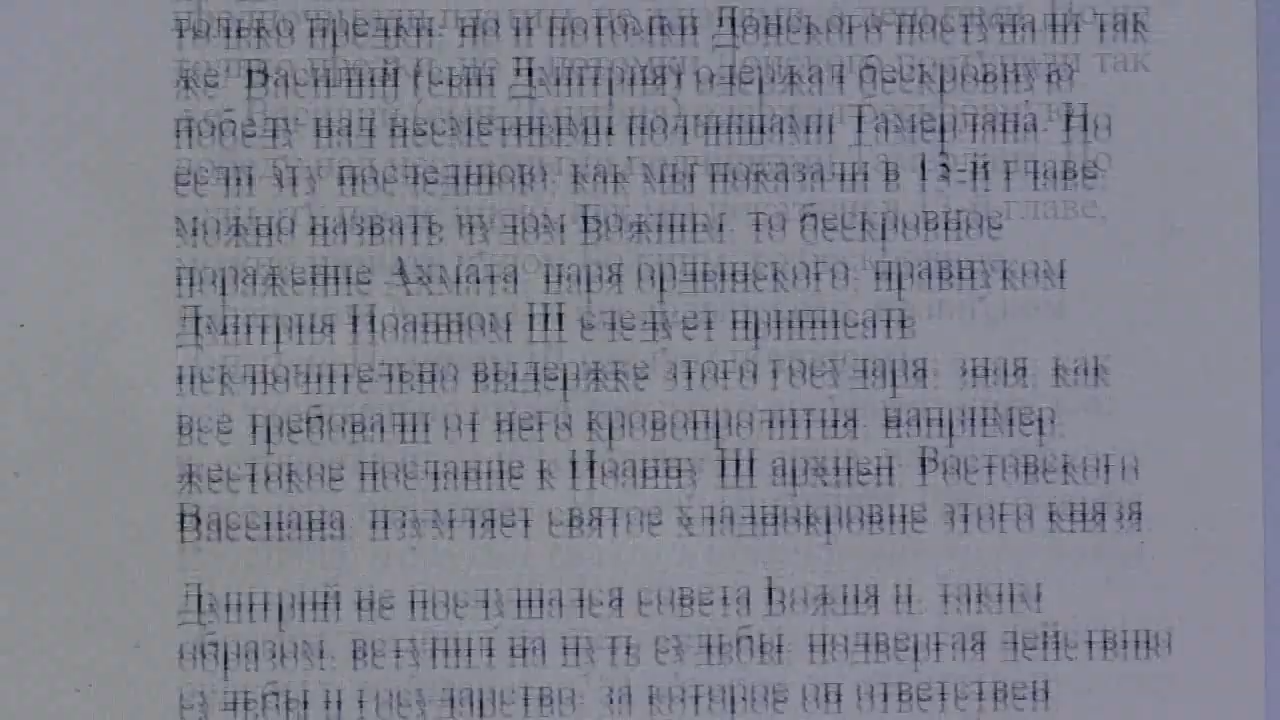 только предки, но и потомки Донского поступали так
же. Василий (сын Дмитрия) одержал бескровную
победу над несметными полчищами Тамерлана. Но
если эту последнюю, как мы показали в 13-й главе,
можно назвать чудом Божиим, то бескровное
поражение Ахмата, царя ордынского, правнуком
Дмитрия Иоанном III следует приписать
исключительно выдержке этого государя: зная, как
все требовали от него кровопролития, например,
жестокое послание к Иоанну III архиеп. Ростовского
Вассиана, изумляет святое хладнокровие этого князя
Дмитрий не послушался совета Божия и, таким
образом, вступил на путь судьбы, подвергая действию
судьбы и государство, за которое он ответствен